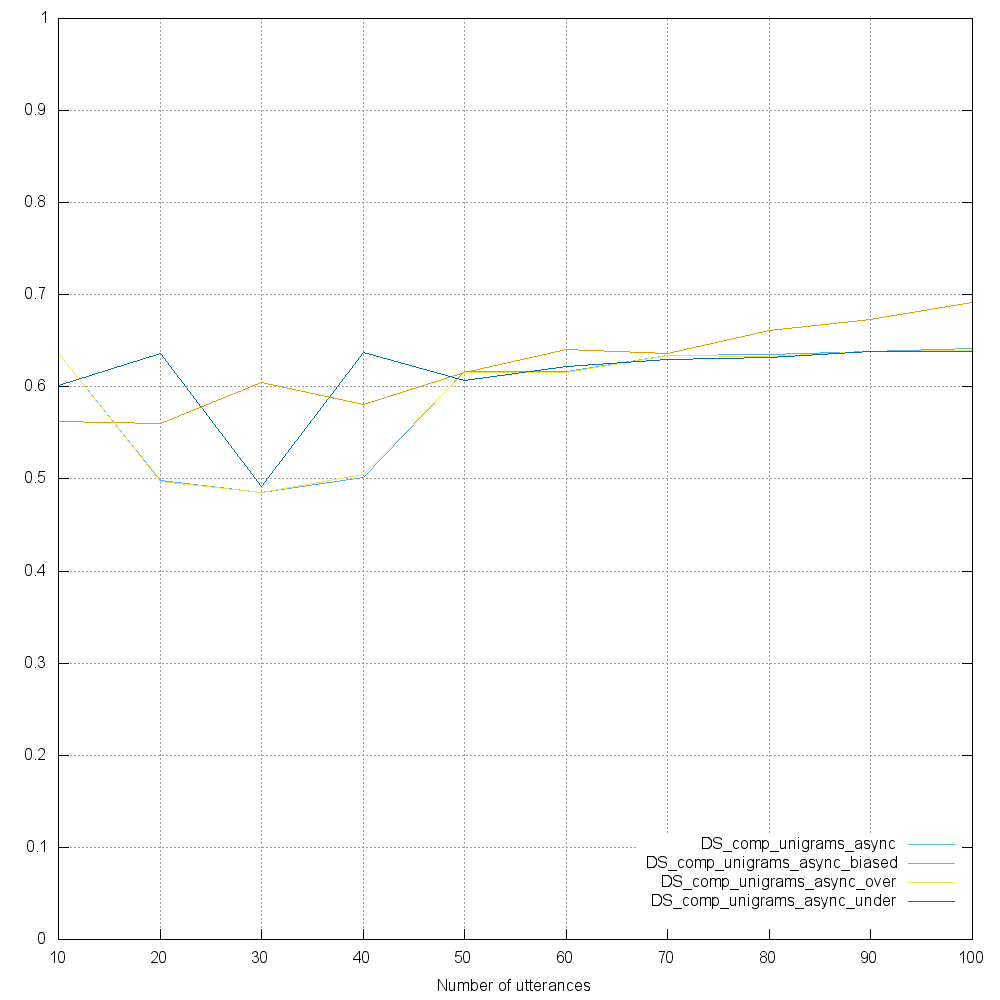 1
0.9
0.8
0.7
0.6
0.5
0.4
0.3
0.2
0.1
0
DS_comp_unigrams_async
DS_comp_unigrams_async_biased
DS_comp_unigrams_async_over
DS_comp_unigrams_async_under
10 20 30 40 50 60 70 80 90 100
Number of utterances